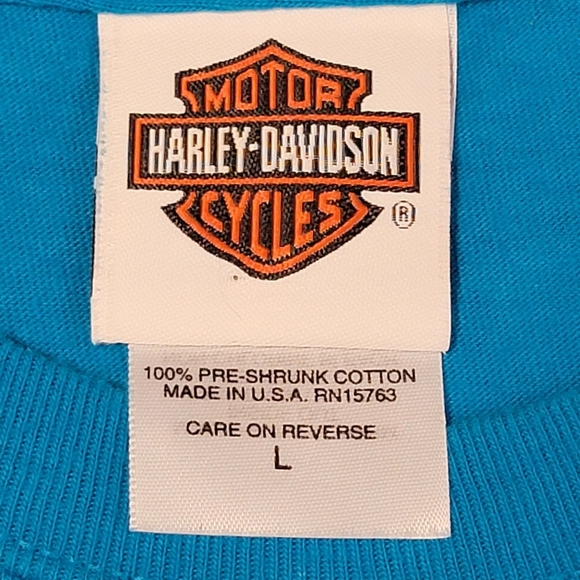 MOTOR
HARLEY-DAVIDSON
CYCLES
®
100% PRE-SHRUNK COTTON
MADE IN U.S.A. RN15763
CARE ON REVERSE
L